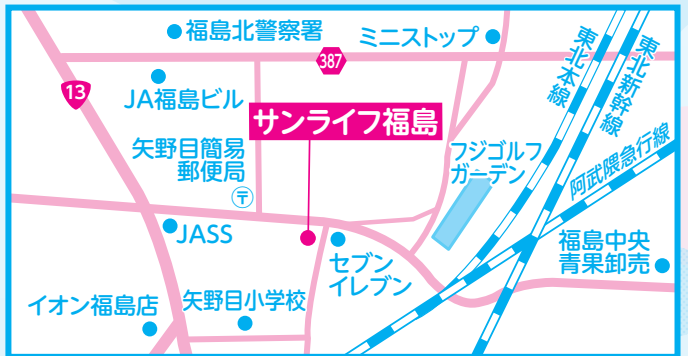 福島北警察署
ミニストップ
387
13
JA福島ビル
東北本線
東北新幹線
サンライフ福島
矢野目簡易
郵便局
〒
フジゴルフ
ガーデン
阿武隈急行線
JASS
セブン
イレブン
福島中央
青果卸売
イオン福島店
矢野目小学校